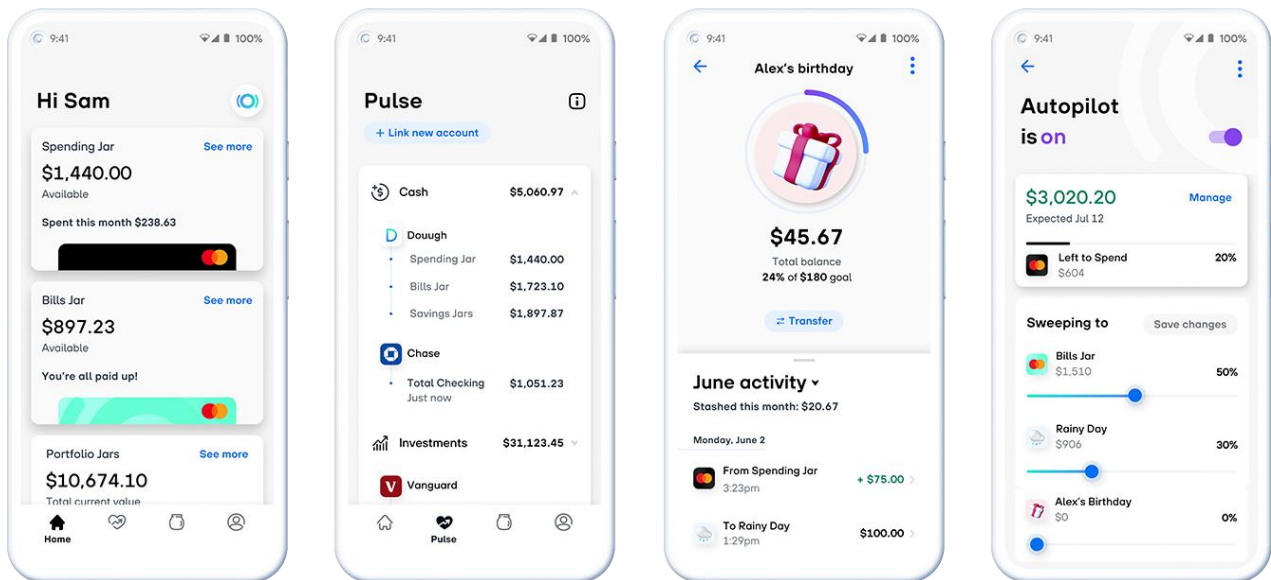 9:41
100%
Hi Sam
Spending Jar
See more
$1,440.00
Available
Spent this month $238.63
Bills Jar
See more
$897.23
Available
You're all paid up!
Portfolio Jars
See more
$10,674.10
Total current value
Home
9:41
100%
Pulse
+ Link new account
Cash
$5,060.97
D
Douugh
Spending Jar
$1,440.00
Bills Jar
$1,723.10
Savings Jars
$1,897.87
Chase
Total Checking
$1,051.23
Just now
Investments
$31,123.45
V
Vanguard
Pulse
9:41
100%
Alex's birthday
$45.67
Total balance
24% of $180 goal
Transfer
June activity
Stashed this month: $20.67
Monday, June 2
From Spending Jar
+ $75.00
3:23pm
To Rainy Day
$100.00
1:29pm
9:41
100%
Autopilot
is on
$3,020.20
Manage
Expected Jul 12
Left to Spend
20%
$604
Sweeping to
Save changes
Bills Jar
$1,510
50%
Rainy Day
$906
30%
Alex's Birthday
$0
0%